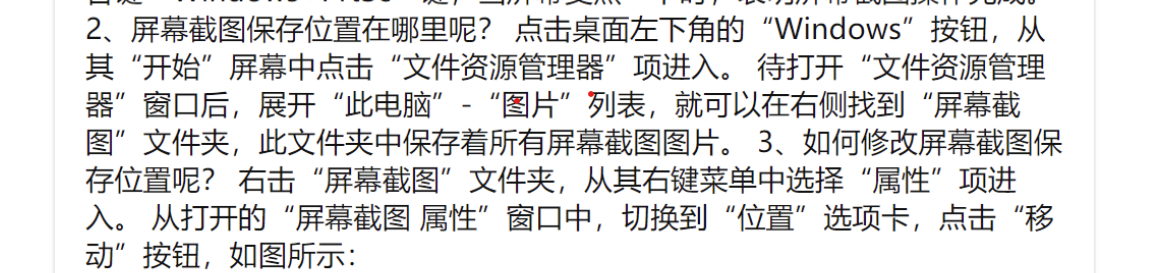 2、屏幕截图保存位置在哪里呢? 点击桌面左下角的“Windows”按钮，从
其“开始”屏幕中点击“文件资源管理器”项进入。 待打开“文件资源管理
器”窗口后，展开“此电脑”-“图片”列表，就可以在右侧找到“屏幕截
图”文件夹，此文件夹中保存着所有屏幕截图图片。 3、如何修改屏幕截图保
存位置呢? 右击“屏幕截图”文件夹，从其右键菜单中选择“属性”项进
入。 从打开的“屏幕截图 属性”窗口中，切换到“位置”选项卡，点击“移
动”按钮，如图所示：